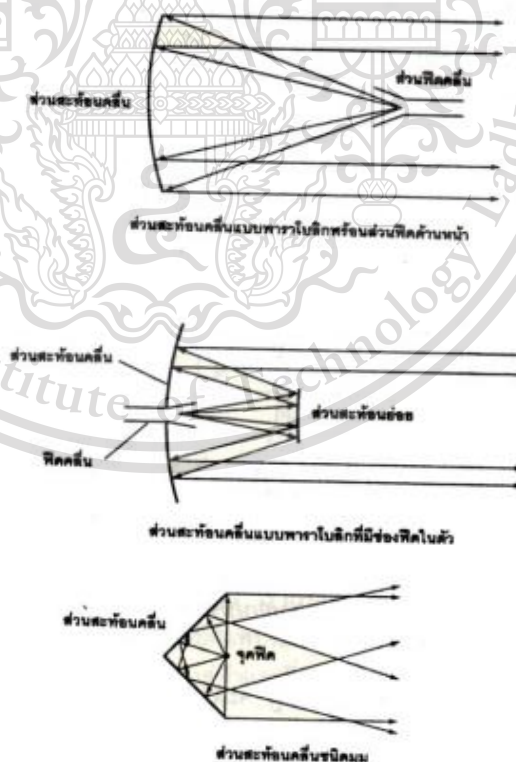 ส่วนฟีดคลื่น
ส่วนสะท้อนคลื่น
ส่วนสะท้อนคลื่นแบบพาราโบลิกพร้อมส่วนฟีดด้านหน้า
ส่วนสะท้อนคลื่น
ส่วนสะท้อนย่อย
ฟีดคลื่น
ส่วนสะท้อนคลื่นแบบพาราโบลิกที่มีช่องฟีดในตัว
ส่วนสะท้อนคลื่น
จุดฟีด
ส่วนสะท้อนคลื่นชนิดมุม
titute of Technology Lad